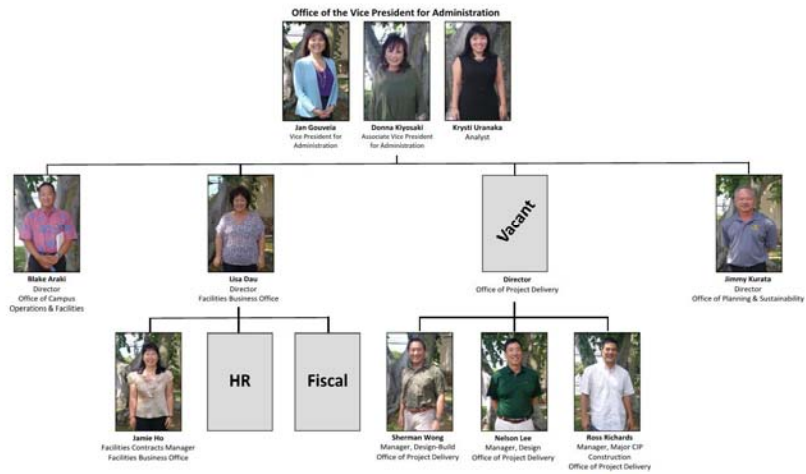 Office of the Vice President for Administration
Jan Gouveia
Vice President for
Administration
Donna Kiyosaki
Associate Vice President
for Administration
Krysti Uranaka
Analyst
Blake Araki
Director
Office of Campus
Operations & Facilities
Lisa Dau
Director
Facilities Business Office
Vacant
Director
Office of Project Delivery
Jimmy Kurata
Director
Office of Planning & Sustainability
Jamie Ho
Facilities Contracts Manager
Facilities Business Office
HR
Fiscal
Sherman Wong
Manager, Design-Build
Office of Project Delivery
Nelson Lee
Manager, Design
Office of Project Delivery
Ross Richards
Manager, Major CIP
Construction
Office of Project Delivery